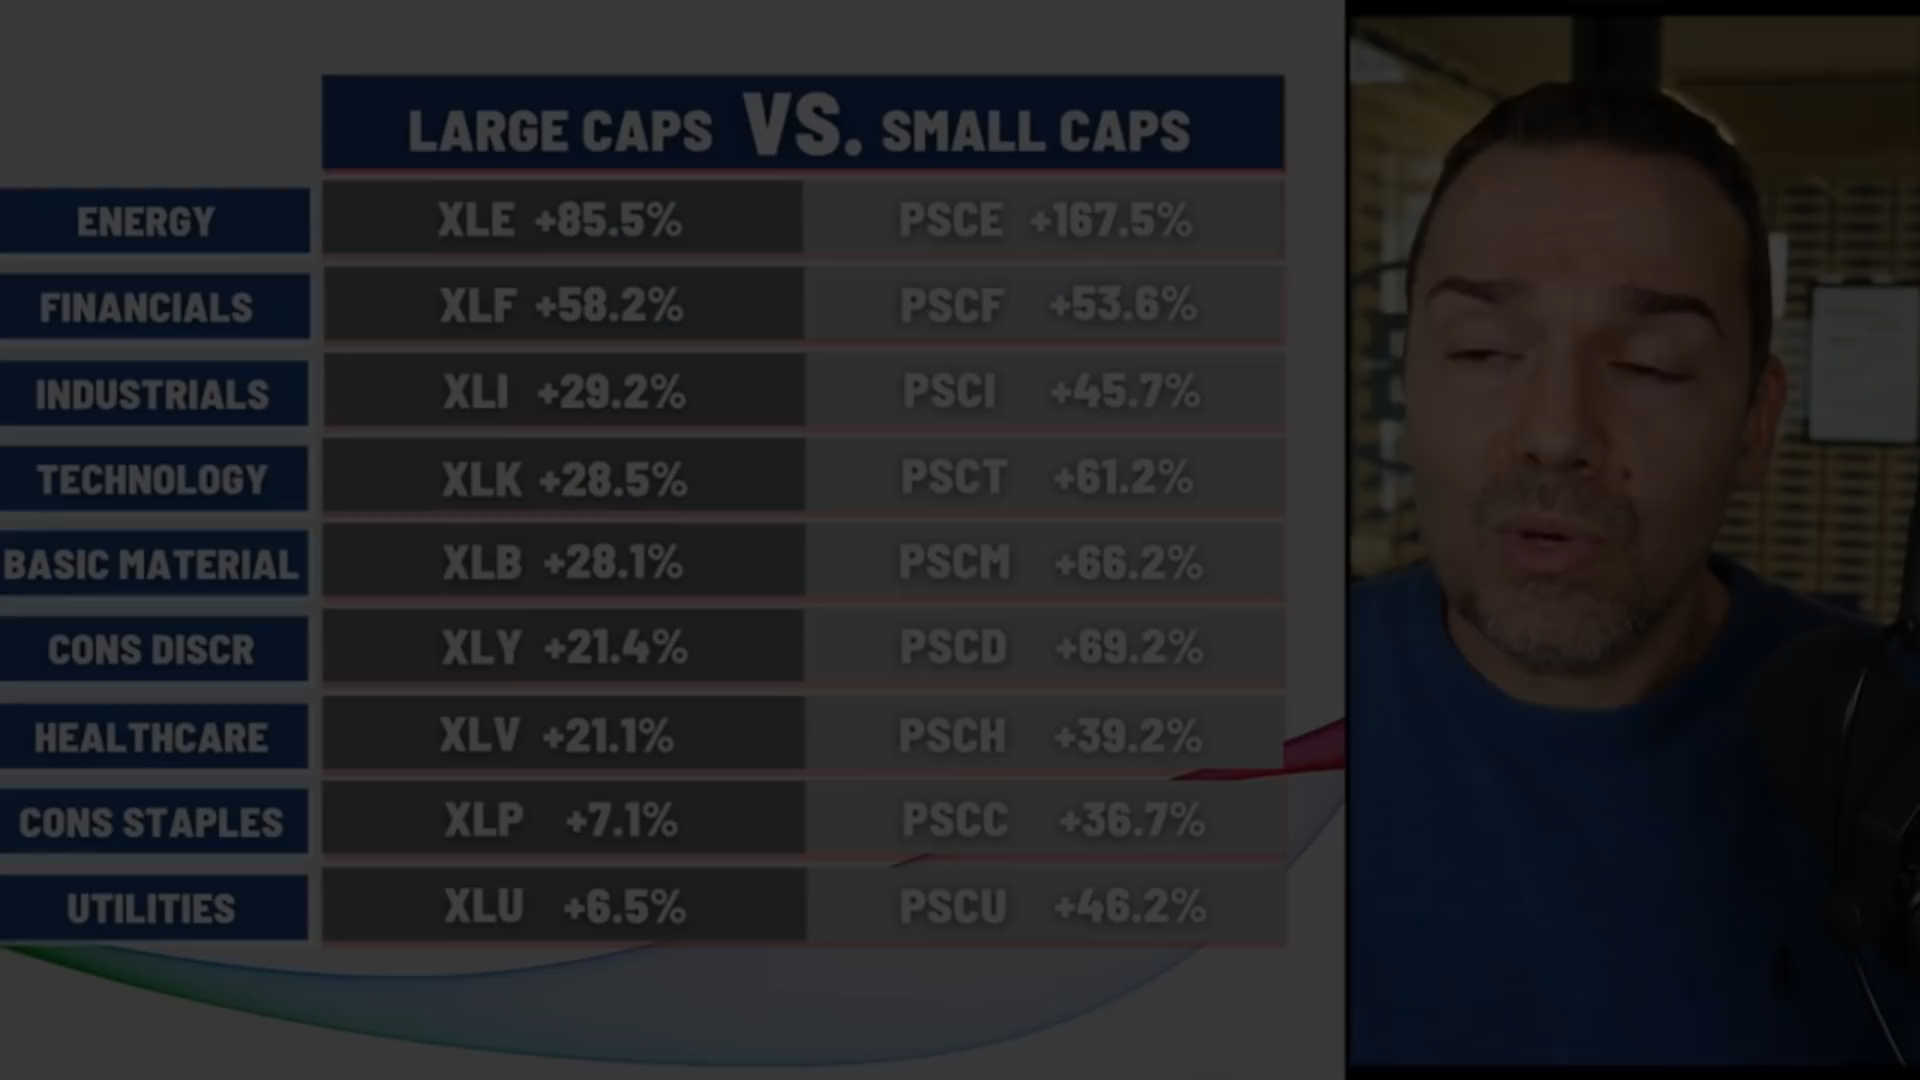 LARGE CAPS VS. SMALL CAPS
ENERGY XLE +85.5% PSCE +167.5%
FINANCIALS XLF +58.2% PSCF +53.6%
INDUSTRIALS XLI +29.2% PSCI +45.7%
TECHNOLOGY XLK +28.5% PSCT +61.2%
BASIC MATERIAL XLB +28.1% PSCM +66.2%
CONS DISCR XLY +21.4% PSCD +69.2%
HEALTHCARE XLV +21.1% PSCH +39.2%
CONS STAPLES XLP +7.1% PSCC +36.7%
UTILITIES XLU +6.5% PSCU +46.2%